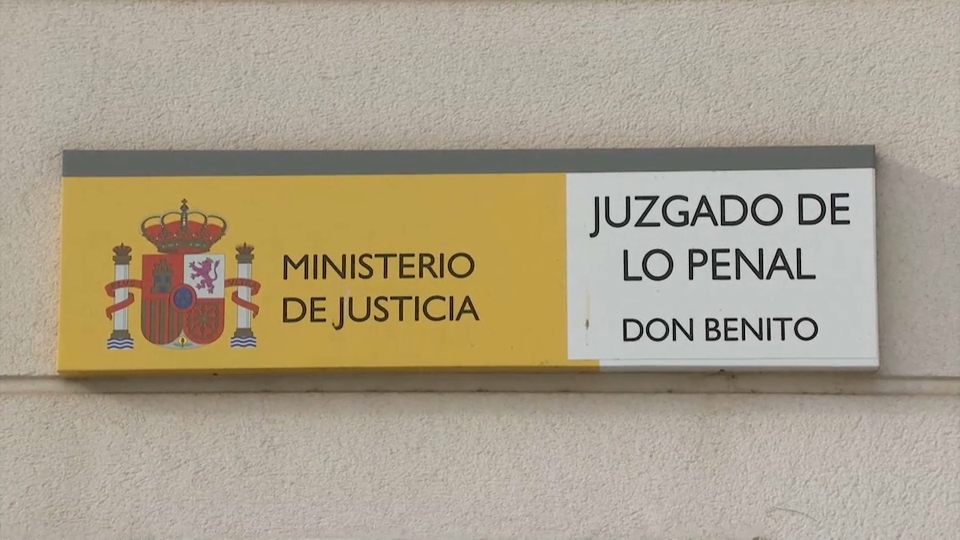 MINISTERIO
DE JUSTICIA
JUZGADO DE
LO PENAL
DON BENITO